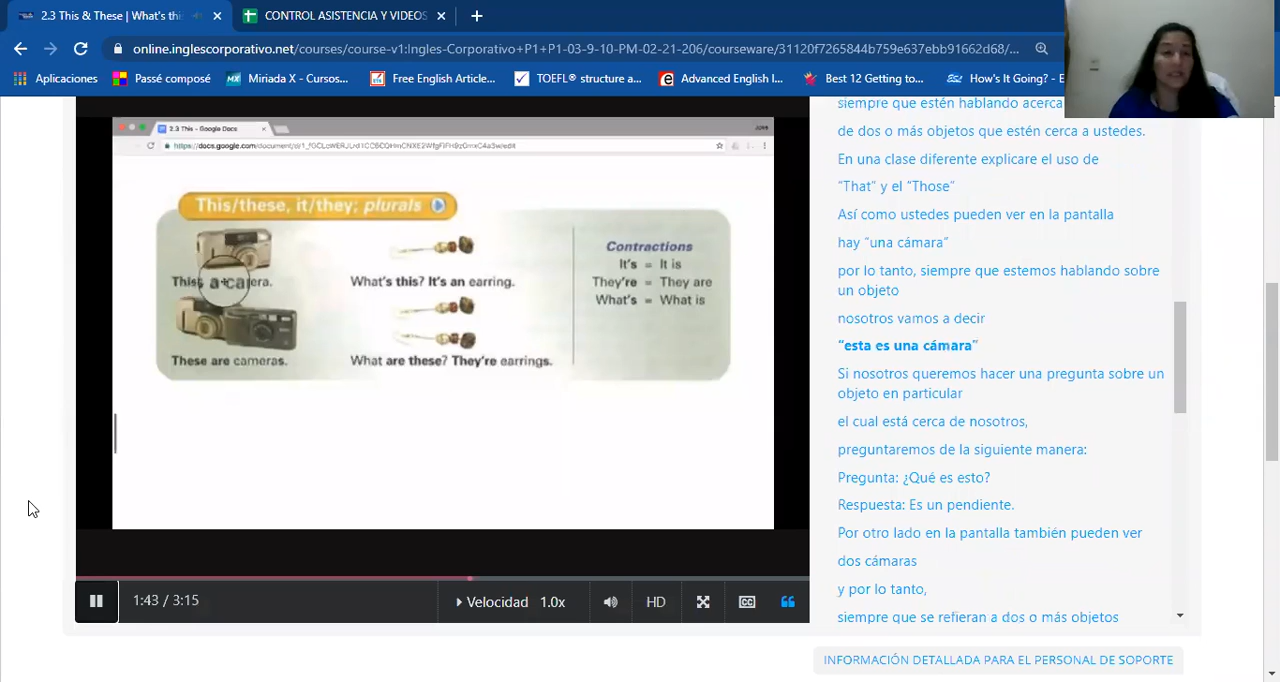 2.3 This & These | What's thi
CONTROL ASISTENCIA Y VIDEOS
online.inglescorporativo.net/courses/course-v1:Ingles-Corporativo+P1+P1-03-9-10-PM-02-21-206/courseware/31120f7265844b759e637ebb91662d68/...
Aplicaciones
Passé composé
Miriada X - Cursos...
Free English Article...
TOEFL® structure a...
Advanced English l...
Best 12 Getting to...
How's It Going? - E
2.3 This - Google Docs
This/these, it/they; plurals
This a camera.
What's this? It's an earring.
These are cameras.
What are these? They're earrings.
Contractions
It's = It is
They're = They are
What's = What is
siempre que estén hablando acerca
de dos o más objetos que estén cerca a ustedes.
En una clase diferente explicare el uso de
“That” y el “Those”
Así como ustedes pueden ver en la pantalla
hay “una cámara”
por lo tanto, siempre que estemos hablando sobre
un objeto
nosotros vamos a decir
“esta es una cámara”
Si nosotros queremos hacer una pregunta sobre un
objeto en particular
el cual está cerca de nosotros,
preguntaremos de la siguiente manera:
Pregunta: ¿Qué es esto?
Respuesta: Es un pendiente.
Por otro lado en la pantalla también pueden ver
dos cámaras
y por lo tanto,
siempre que se refieran a dos o más objetos
1:43 / 3:15
Velocidad 1.0x
HD
CC
INFORMACIÓN DETALLADA PARA EL PERSONAL DE SOPORTE